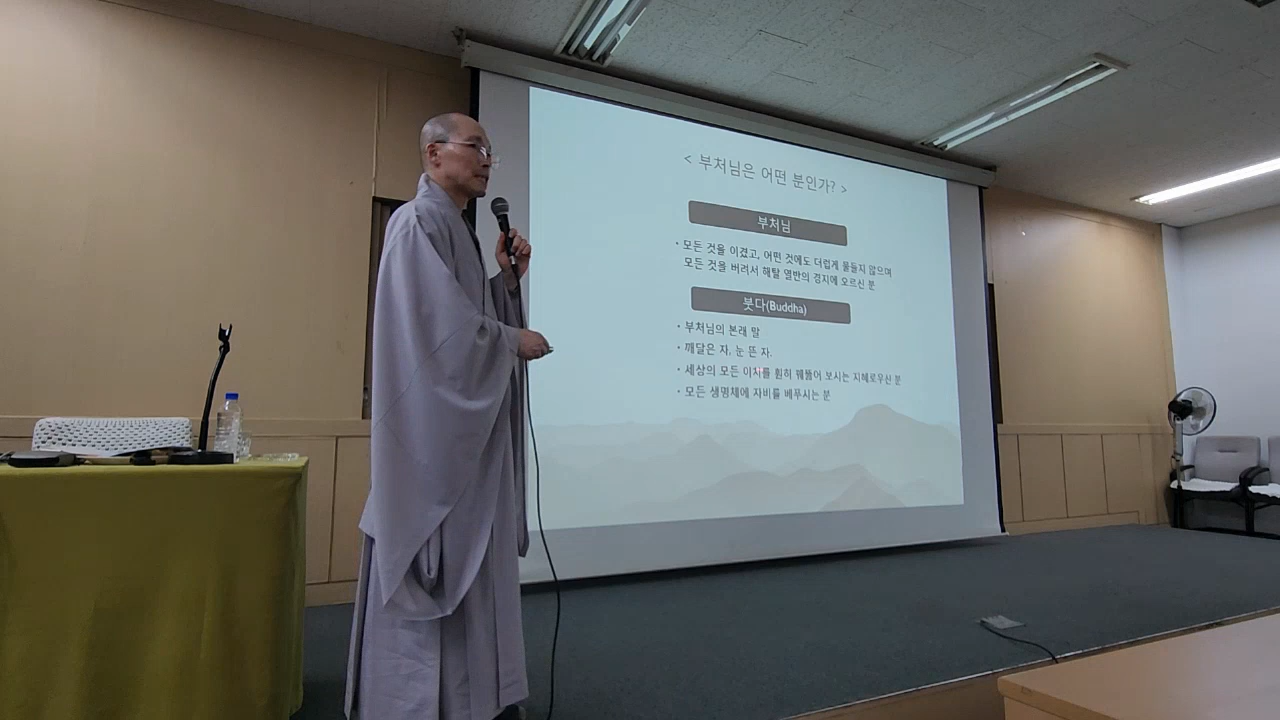 < 부처님은 어떤 분인가? >
부처님
· 모든 것을 이겼고, 어떤 것에도 더럽게 물들지 않으며
모든 것을 버려서 해탈 열반의 경지에 오르신 분
붓다(Buddha)
· 부처님의 본래 말
· 깨달은 자, 눈 뜬 자.
· 세상의 모든 이치를 훤히 꿰뚫어 보시는 지혜로우신 분
· 모든 생명체에 자비를 베푸시는 분